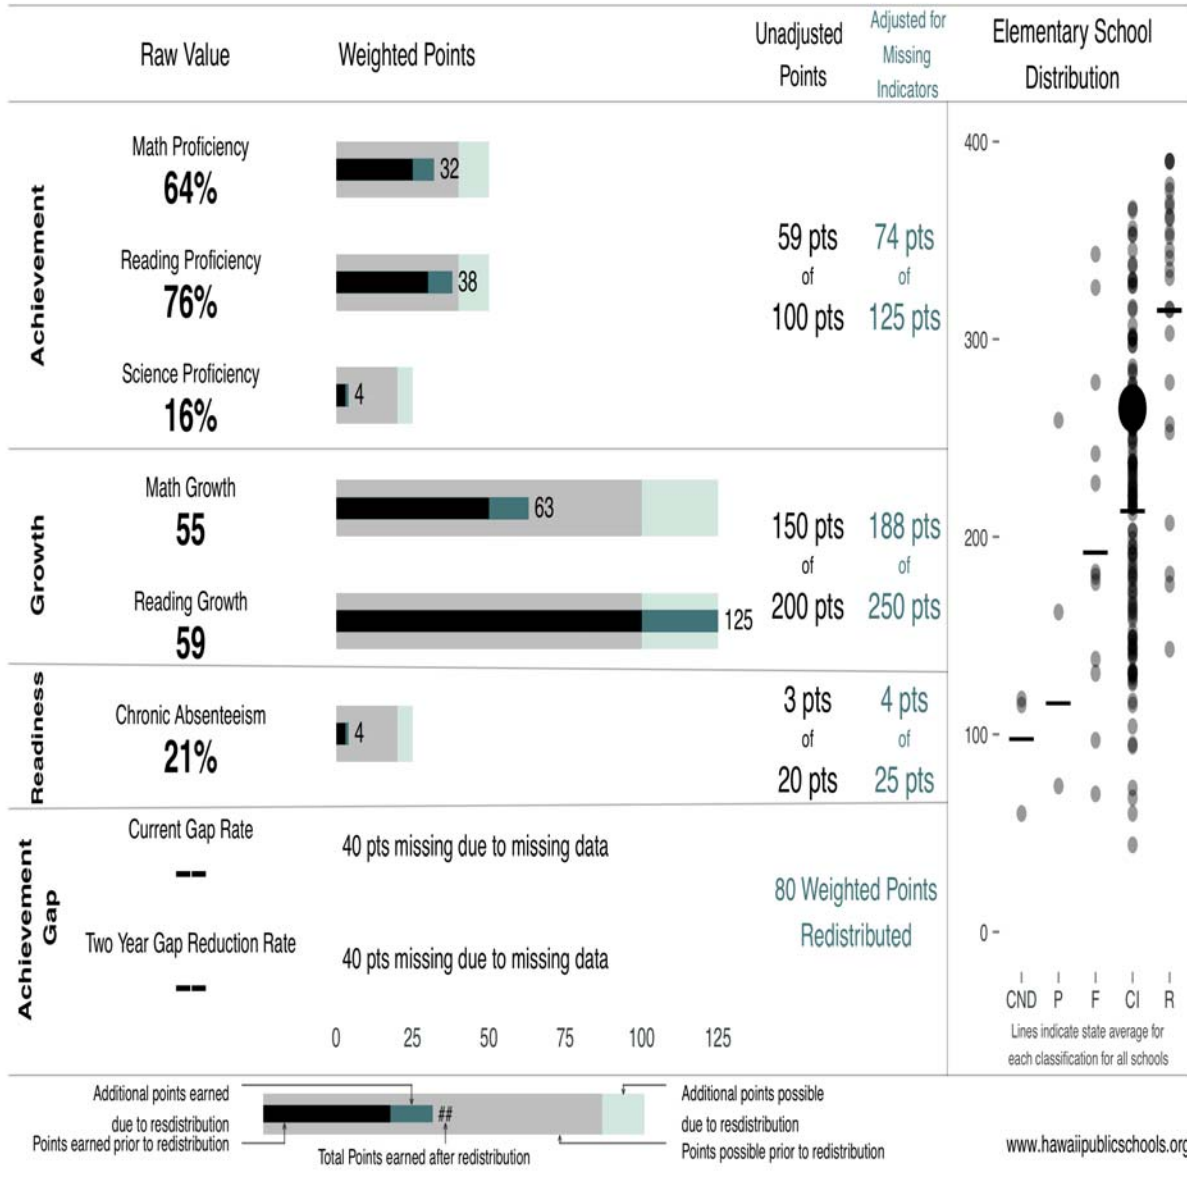 Raw Value
Weighted Points
Unadjusted
Points
Adjusted for
Missing
Indicators
Elementary School
Distribution
Achievement
Math Proficiency
64%
32
Reading Proficiency
76%
38
Science Proficiency
16%
4
59 pts
of
100 pts
74 pts
of
125 pts
Growth
Math Growth
55
63
Reading Growth
59
125
150 pts
of
200 pts
188 pts
of
250 pts
Readiness
Chronic Absenteeism
21%
4
3 pts
of
20 pts
4 pts
of
25 pts
Achievement
Gap
Current Gap Rate
--
40 pts missing due to missing data
Two Year Gap Reduction Rate
--
40 pts missing due to missing data
80 Weighted Points
Redistributed
0 25 50 75 100 125
400
300
200
100
0
CND P F CI R
Lines indicate state average for
each classification for all schools
Additional points earned
due to resdistribution
Points earned prior to redistribution
##
Total Points earned after redistribution
Additional points possible
due to resdistribution
Points possible prior to redistribution
www.hawaiipublicschools.org